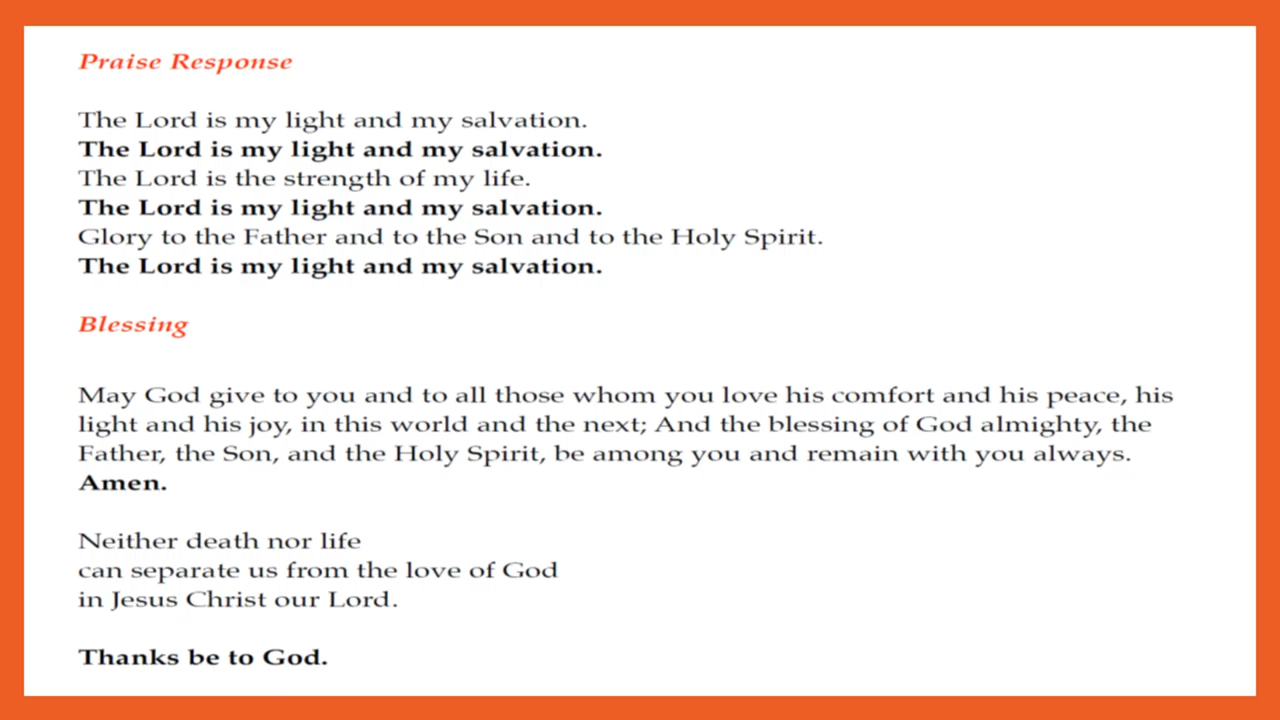 Praise Response
The Lord is my light and my salvation.
The Lord is my light and my salvation.
The Lord is the strength of my life.
The Lord is my light and my salvation.
Glory to the Father and to the Son and to the Holy Spirit.
The Lord is my light and my salvation.
Blessing
May God give to you and to all those whom you love his comfort and his peace, his
light and his joy, in this world and the next; And the blessing of God almighty, the
Father, the Son, and the Holy Spirit, be among you and remain with you always.
Amen.
Neither death nor life
can separate us from the love of God
in Jesus Christ our Lord.
Thanks be to God.